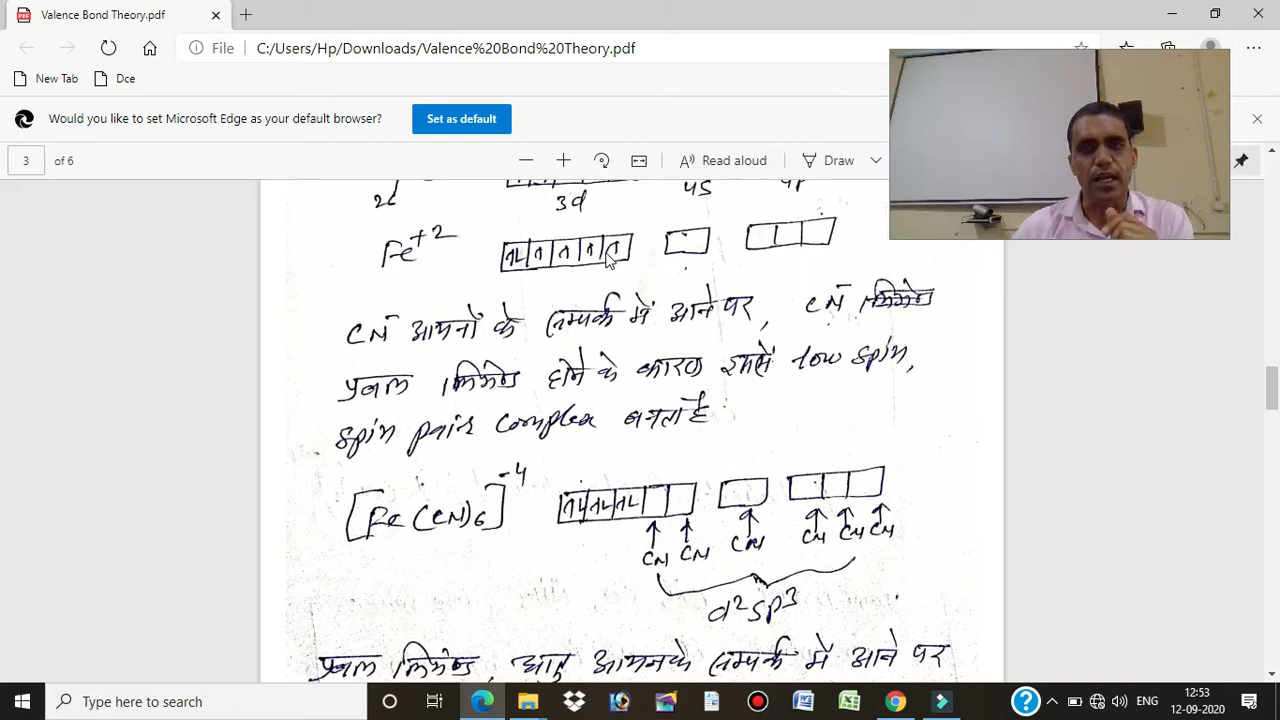 Valence Bond Theory.pdf
File C:/Users/Hp/Downloads/Valence%20Bond%20Theory.pdf
New Tab Dce
Would you like to set Microsoft Edge as your default browser? Set as default
3 of 6 Read aloud Draw
3d 4s 4p
Fe+2
CN- आयनों के सम्पर्क में आने पर, CN- लिगेण्ड
प्रबल लिगेण्ड होने के कारण इसमें low spin,
spin pair complex बनता है
[Fe(CN)6]-4
CN CN CN CN CN CN
d2sp3
प्रबल लिगेण्ड, धातु आयन के सम्पर्क में आने पर
Type here to search
ENG
12:53
12-09-2020